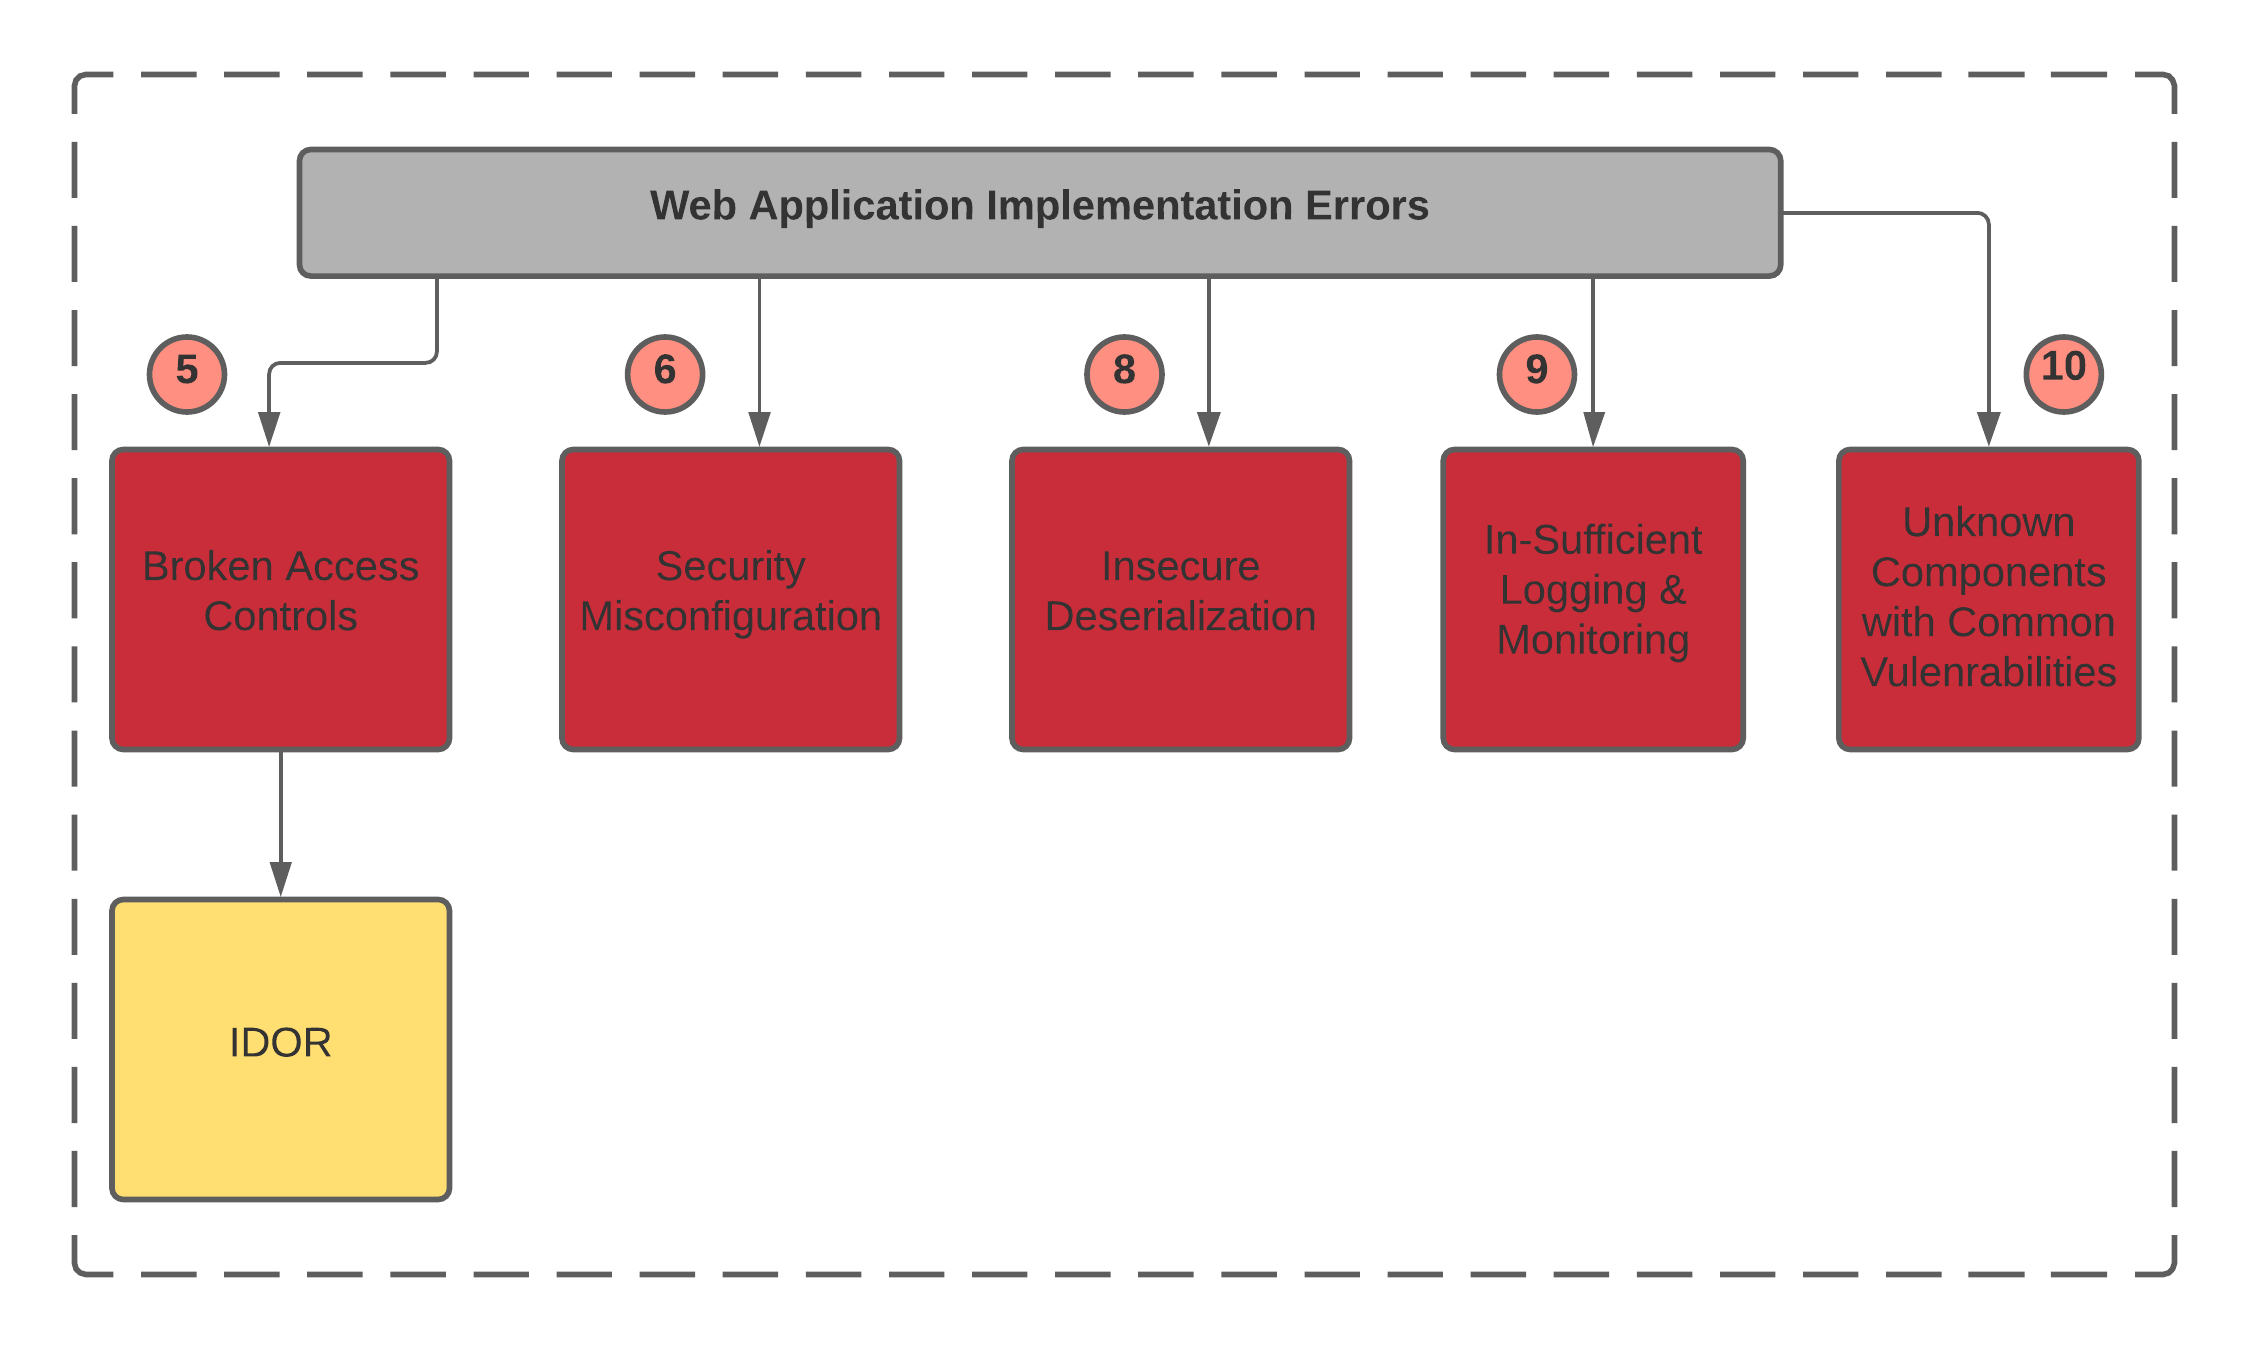 Web Application Implementation Errors
5
6
8
9
10
Broken Access
Controls
Security
Misconfiguration
Insecure
Deserialization
In-Sufficient
Logging &
Monitoring
Unknown
Components
with Common
Vulenrabilities
IDOR